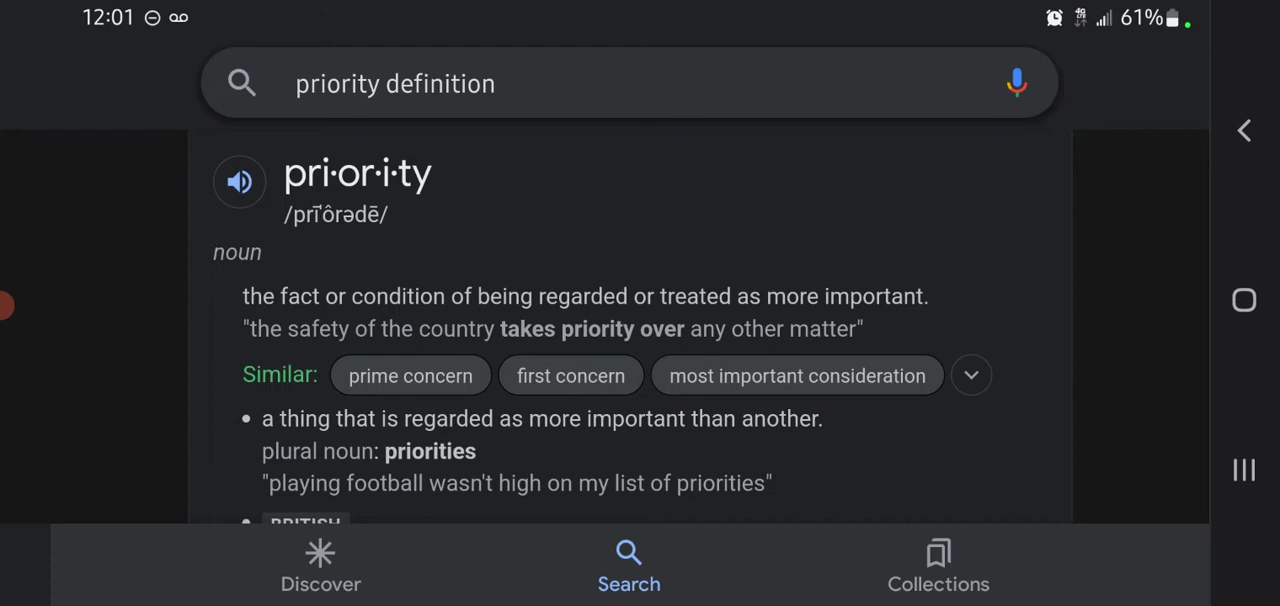 12:01
4G
61%
priority definition
pri·or·i·ty
/prīˈôrədē/
noun
the fact or condition of being regarded or treated as more important.
"the safety of the country takes priority over any other matter"
Similar: prime concern first concern most important consideration
• a thing that is regarded as more important than another.
plural noun: priorities
"playing football wasn't high on my list of priorities"
• BRITISH
Discover Search Collections